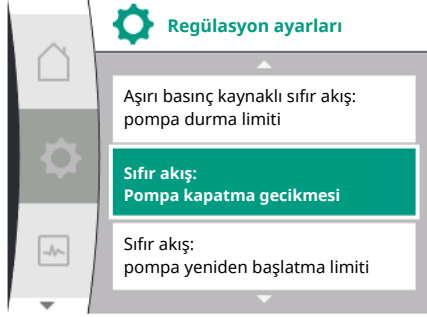 Regülasyon ayarları
Aşırı basınç kaynaklı sıfır akış:
pompa durma limiti
Sıfır akış:
Pompa kapatma gecikmesi
Sıfır akış:
pompa yeniden başlatma limiti